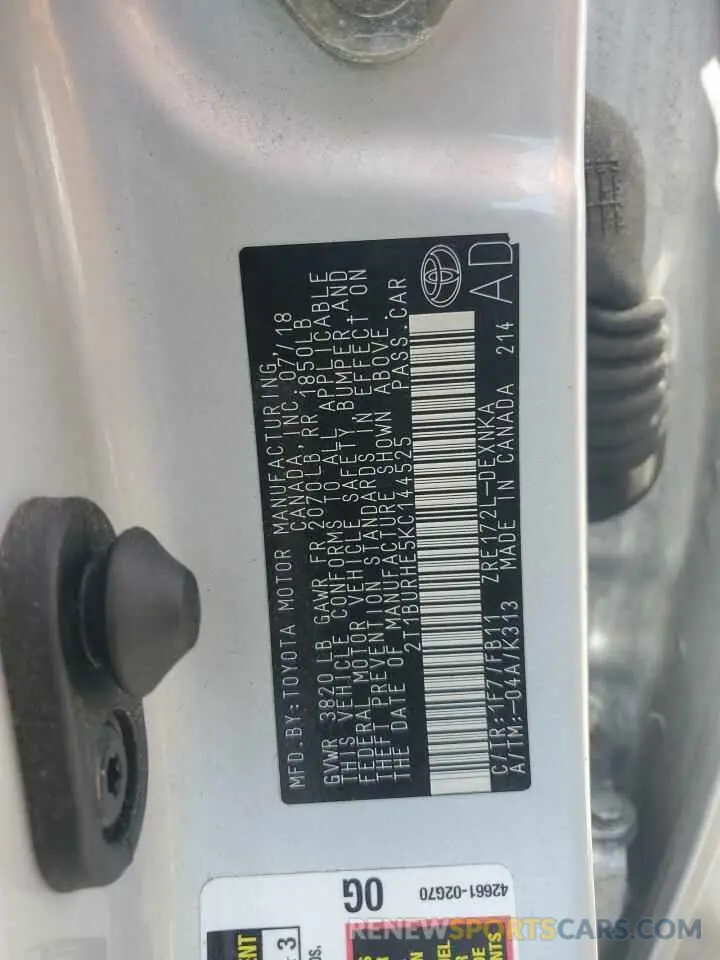 MFD.BY:TOYOTA MOTOR MANUFACTURING,
CANADA, INC. 07/18
GVWR 3820 LB GAWR FR 2070LB RR 1850LB
THIS VEHICLE CONFORMS TO ALL APPLICABLE
FEDERAL MOTOR VEHICLE SAFETY, BUMPER AND
THEFT PREVENTION STANDARDS IN EFFECT ON
THE DATE OF MANUFACTURE SHOWN ABOVE.
2T1BURHE5KC144525 PASS.CAR
C/TR:1F7/FB11 ZRE172L-DEXNKA
A/TM:-04A/K313 MADE IN CANADA 214
AD
42661-02G70
0G
3
RENEWSPORTSCARS.COM